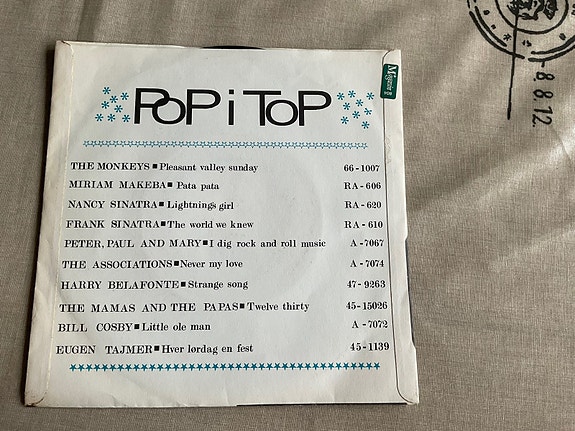 POP i TOP
THE MONKEYS ■ Pleasant valley sunday 66-1007
MIRIAM MAKEBA ■ Pata pata RA-606
NANCY SINATRA ■ Lightnings girl RA-620
FRANK SINATRA ■ The world we knew RA-610
PETER, PAUL AND MARY ■ I dig rock and roll music A-7067
THE ASSOCIATIONS ■ Never my love A-7074
HARRY BELAFONTE ■ Strange song 47-9263
THE MAMAS AND THE PAPAS ■ Twelve thirty 45-15026
BILL COSBY ■ Little ole man A-7072
EUGEN TAJMER ■ Hver lørdag en fest 45-1139
8 8.12